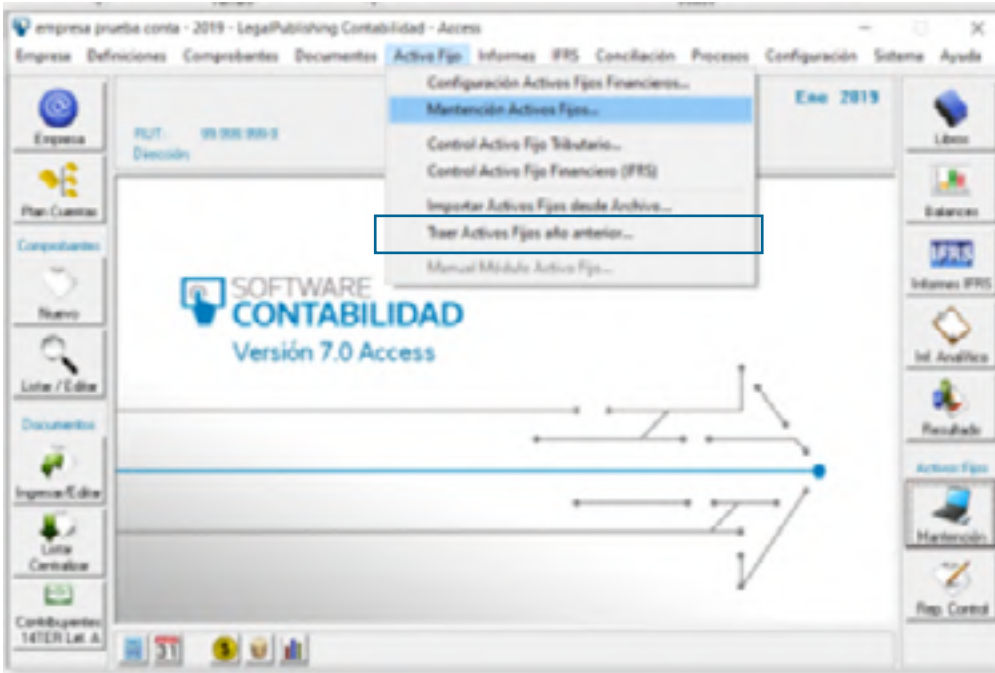 empresa prueba conta - 2019 - LegalPublishing Contabilidad - Access
Empresa Definiciones Comprobantes Documentos Activo Fijo Informes IFRS Conciliación Procesos Configuración Sistema Ayuda
Configuración Activos Fijos Financieros...
Mantención Activos Fijos...
Control Activo Fijo Tributario...
Control Activo Fijo Financiero (IFRS)
Importar Activos Fijos desde Archivo...
Traer Activos Fijos año anterior...
Manual Módulo Activo Fijo...
Ene 2019
RUT:
Dirección:
Empresa
Plan Cuentas
Comprobantes
Nuevo
Listar / Editar
Documentos
Ingresar/Editar
Listar
Centralizar
Contribuyentes
14TER Let. A
SOFTWARE
CONTABILIDAD
Versión 7.0 Access
31
Libros
Balances
IFRS
Informes IFRS
Inf. Analítico
Resultado
Activos Fijos
Mantención
Rep. Control